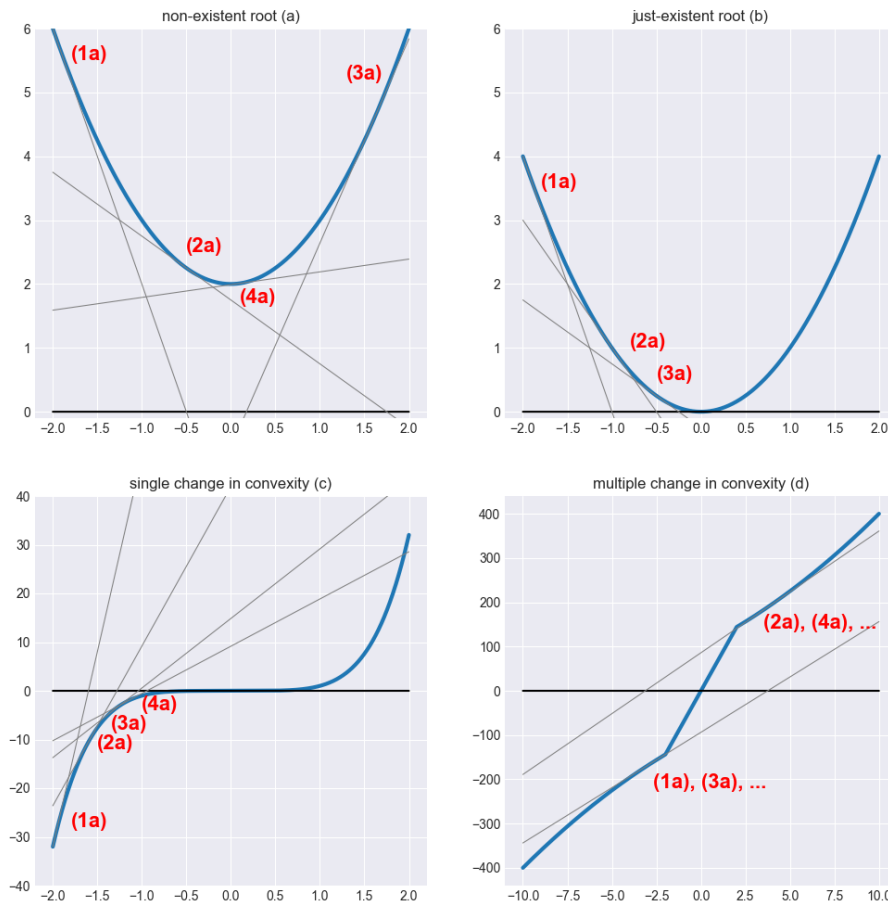 non-existent root (a)
6
5
4
3
2
1
0
(1a)
(2a)
(3a)
(4a)
−2.0 −1.5 −1.0 −0.5 0.0 0.5 1.0 1.5 2.0
just-existent root (b)
6
5
4
3
2
1
0
(1a)
(2a)
(3a)
−2.0 −1.5 −1.0 −0.5 0.0 0.5 1.0 1.5 2.0
single change in convexity (c)
40
30
20
10
0
−10
−20
−30
−40
(4a)
(3a)
(2a)
(1a)
−2.0 −1.5 −1.0 −0.5 0.0 0.5 1.0 1.5 2.0
multiple change in convexity (d)
400
300
200
100
0
−100
−200
−300
−400
(2a), (4a), ...
(1a), (3a), ...
−10.0 −7.5 −5.0 −2.5 0.0 2.5 5.0 7.5 10.0